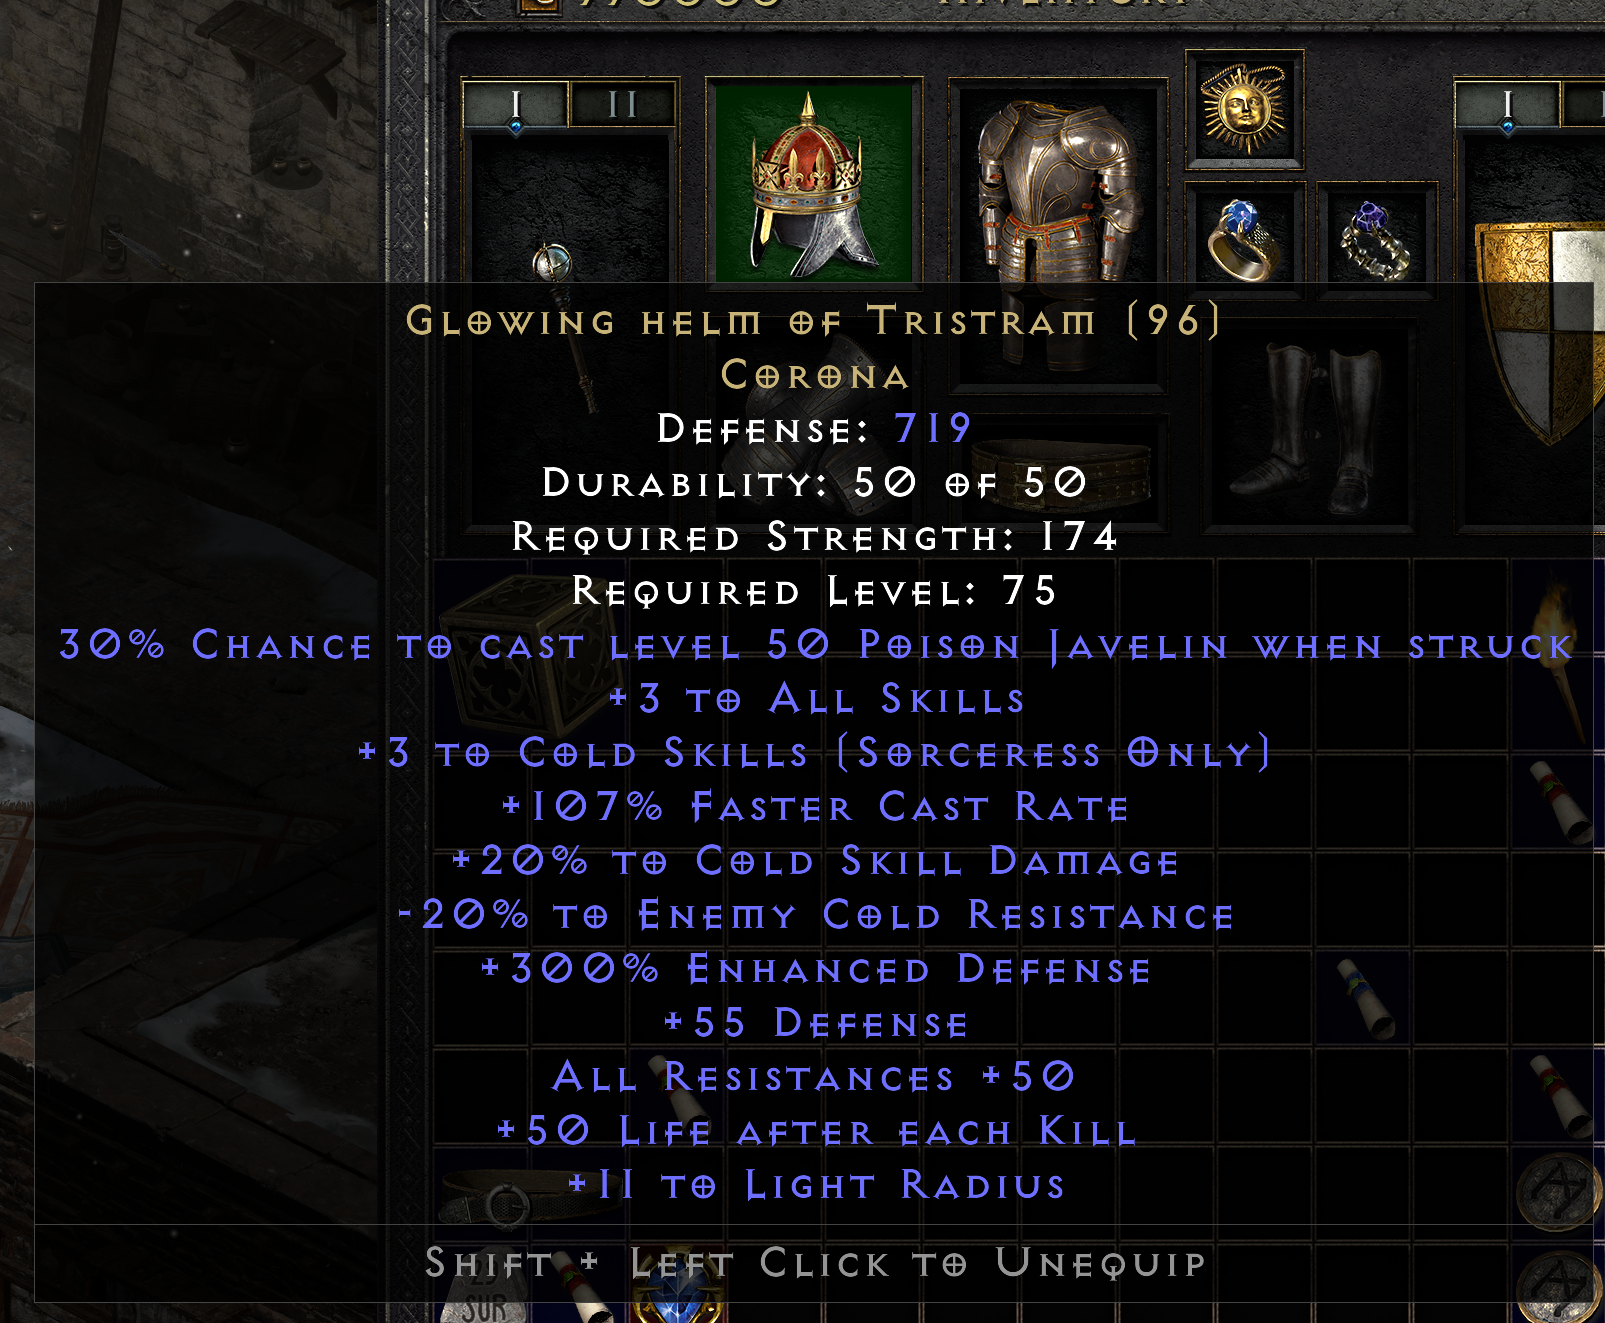 I II
I
Glowing helm of Tristram (96)
Corona
Defense: 719
Durability: 50 of 50
Required Strength: 174
Required Level: 75
30% Chance to cast level 50 Poison Javelin when struck
+3 to All Skills
+3 to Cold Skills (Sorceress Only)
+107% Faster Cast Rate
+20% to Cold Skill Damage
-20% to Enemy Cold Resistance
+300% Enhanced Defense
+55 Defense
All Resistances +50
+50 Life after each Kill
+11 to Light Radius
Shift + Left Click to Unequip
SUR